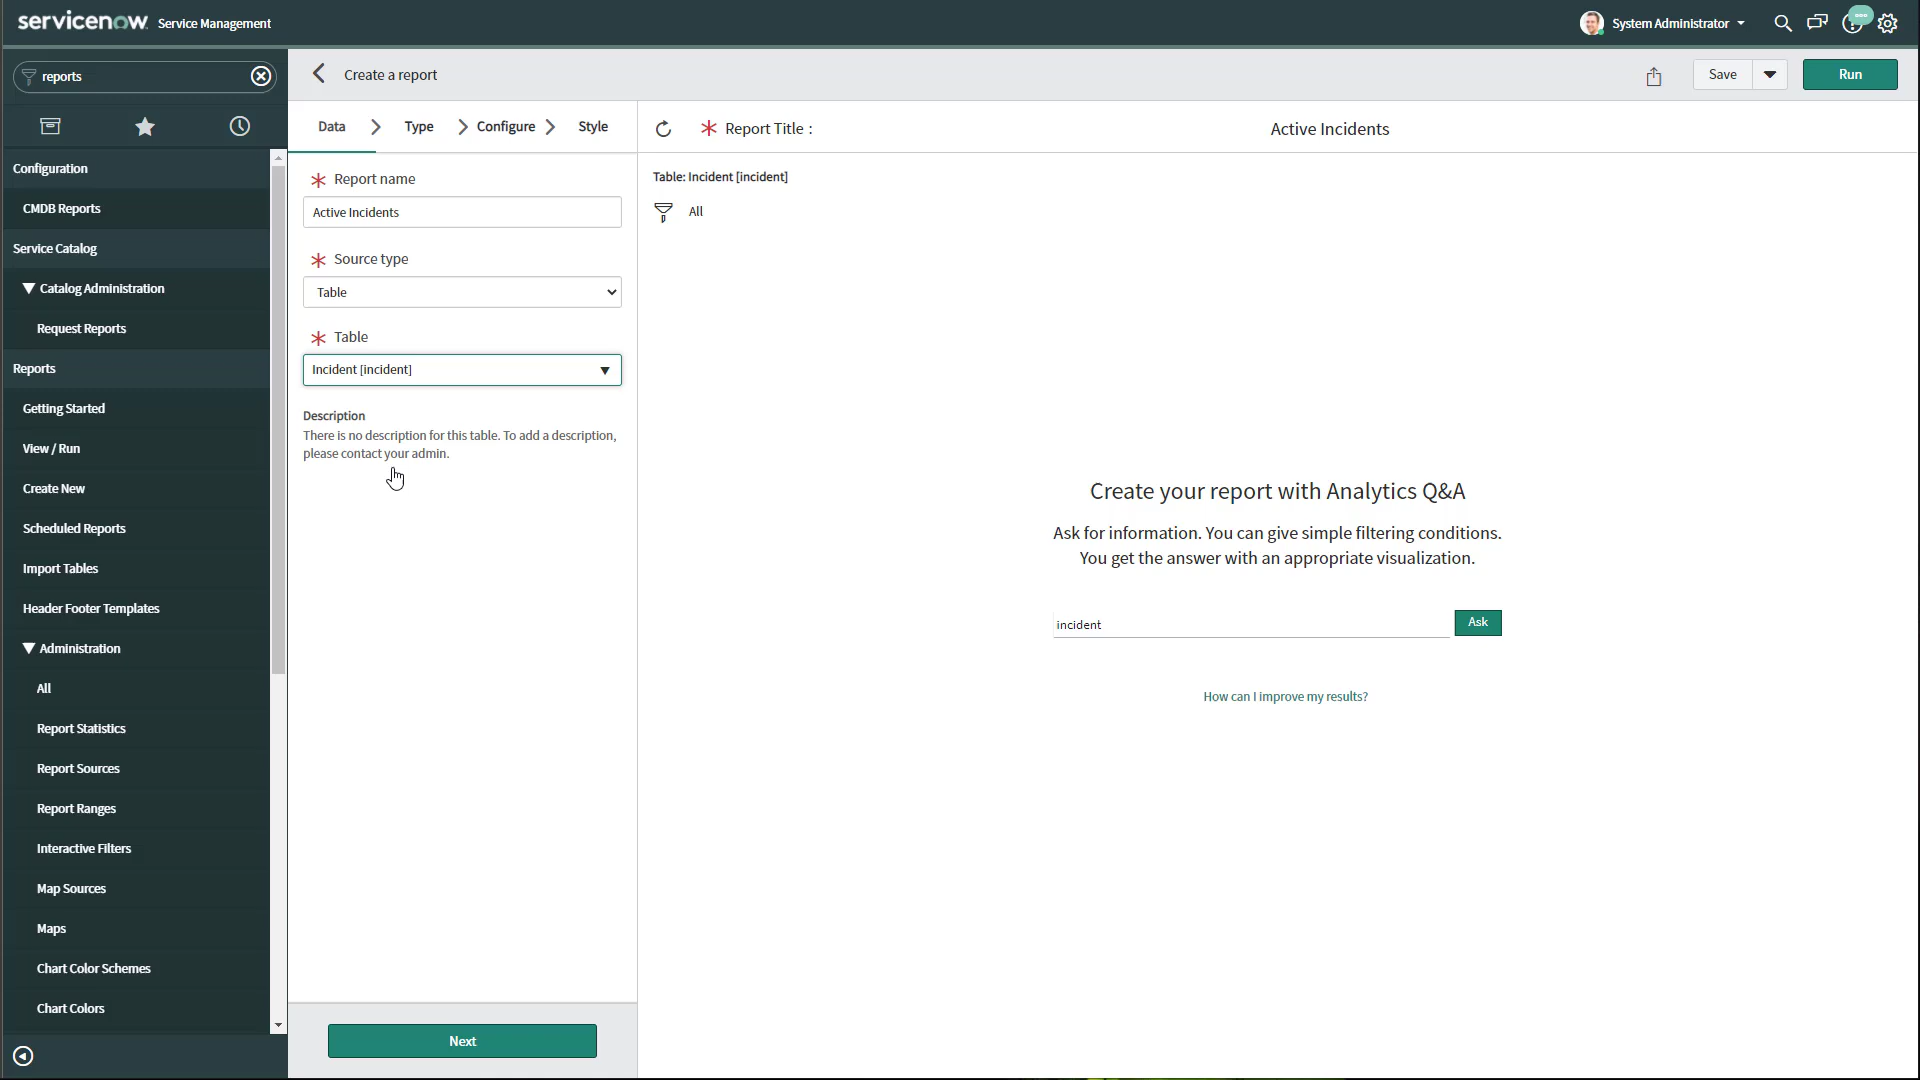 servicenow Service Management
System Administrator
reports
Configuration
CMDB Reports
Service Catalog
Catalog Administration
Request Reports
Reports
Getting Started
View / Run
Create New
Scheduled Reports
Import Tables
Header Footer Templates
Administration
All
Report Statistics
Report Sources
Report Ranges
Interactive Filters
Map Sources
Maps
Chart Color Schemes
Chart Colors
Create a report
Save
Run
Data Type Configure Style
Report name
Active Incidents
Source type
Table
Table
Incident [incident]
Description
There is no description for this table. To add a description,
please contact your admin.
Next
Report Title :
Active Incidents
Table: Incident [incident]
All
Create your report with Analytics Q&A
Ask for information. You can give simple filtering conditions.
You get the answer with an appropriate visualization.
incident
Ask
How can I improve my results?